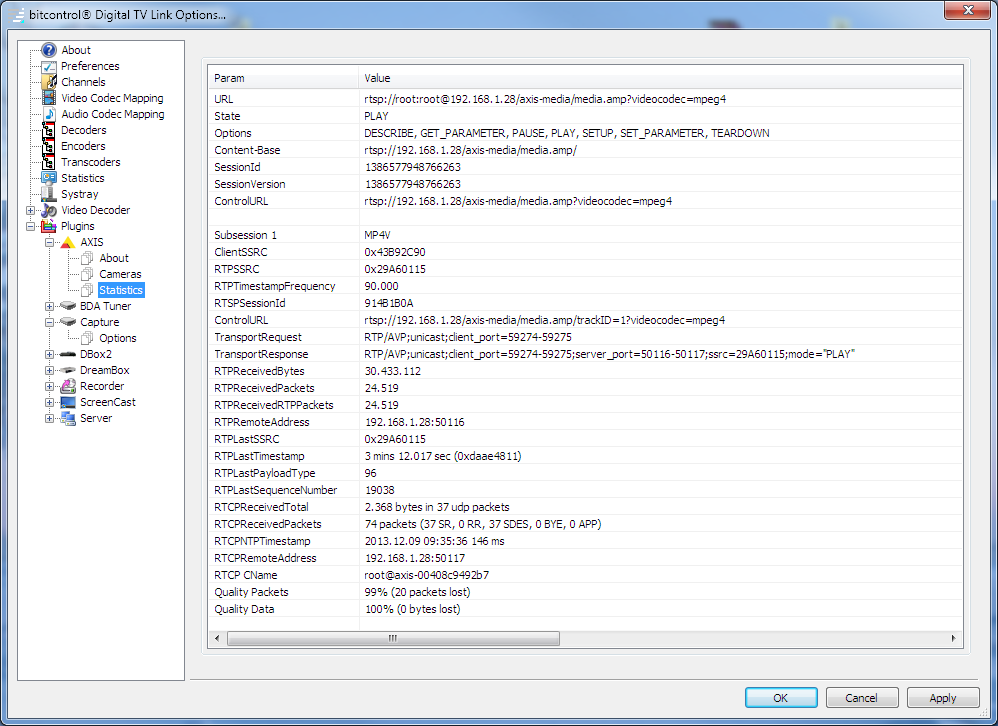 bitcontrol® Digital TV Link Options...
About
Preferences
Channels
Video Codec Mapping
Audio Codec Mapping
Decoders
Encoders
Transcoders
Statistics
Systray
Video Decoder
Plugins
AXIS
About
Cameras
Statistics
BDA Tuner
Capture
Options
DBox2
DreamBox
Recorder
ScreenCast
Server
Param Value
URL rtsp://root:root@192.168.1.28/axis-media/media.amp?videocodec=mpeg4
State PLAY
Options DESCRIBE, GET_PARAMETER, PAUSE, PLAY, SETUP, SET_PARAMETER, TEARDOWN
Content-Base rtsp://192.168.1.28/axis-media/media.amp/
SessionId 1386577948766263
SessionVersion 1386577948766263
ControlURL rtsp://192.168.1.28/axis-media/media.amp?videocodec=mpeg4
Subsession 1 MP4V
ClientSSRC 0x43B92C90
RTPSSRC 0x29A60115
RTPTimestampFrequency 90.000
RTSPSessionId 914B1B0A
ControlURL rtsp://192.168.1.28/axis-media/media.amp/trackID=1?videocodec=mpeg4
TransportRequest RTP/AVP;unicast;client_port=59274-59275
TransportResponse RTP/AVP;unicast;client_port=59274-59275;server_port=50116-50117;ssrc=29A60115;mode="PLAY"
RTPReceivedBytes 30.433.112
RTPReceivedPackets 24.519
RTPReceivedRTPPackets 24.519
RTPRemoteAddress 192.168.1.28:50116
RTPLastSSRC 0x29A60115
RTPLastTimestamp 3 mins 12.017 sec (0xdaae4811)
RTPLastPayloadType 96
RTPLastSequenceNumber 19038
RTCPReceivedTotal 2.368 bytes in 37 udp packets
RTCPReceivedPackets 74 packets (37 SR, 0 RR, 37 SDES, 0 BYE, 0 APP)
RTCPNTPTimestamp 2013.12.09 09:35:36 146 ms
RTCPRemoteAddress 192.168.1.28:50117
RTCP CName root@axis-00408c9492b7
Quality Packets 99% (20 packets lost)
Quality Data 100% (0 bytes lost)
OK Cancel Apply